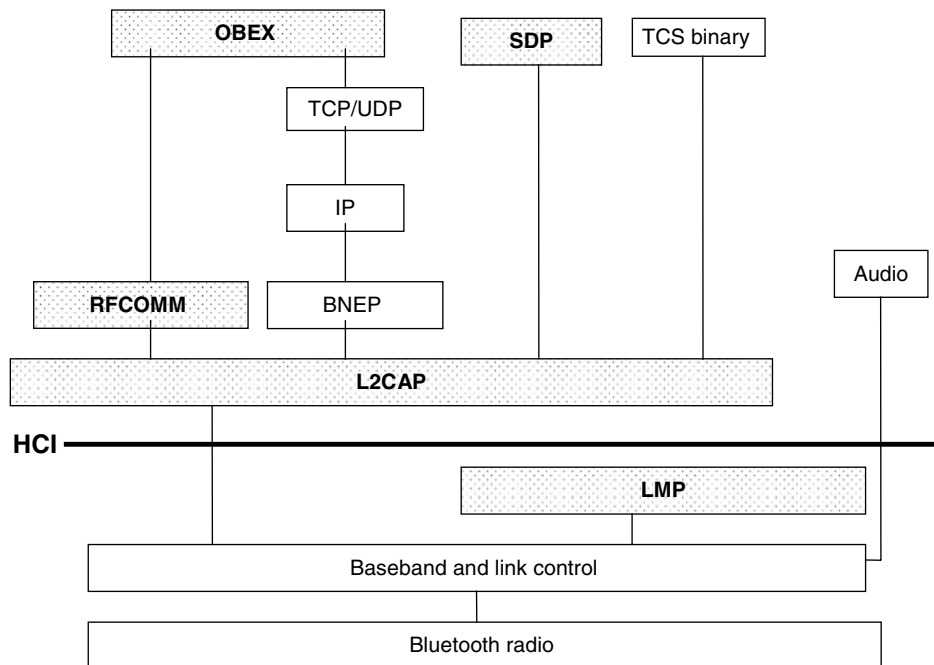 OBEX
SDP
TCS binary
TCP/UDP
IP
Audio
RFCOMM
BNEP
L2CAP
HCI
LMP
Baseband and link control
Bluetooth radio